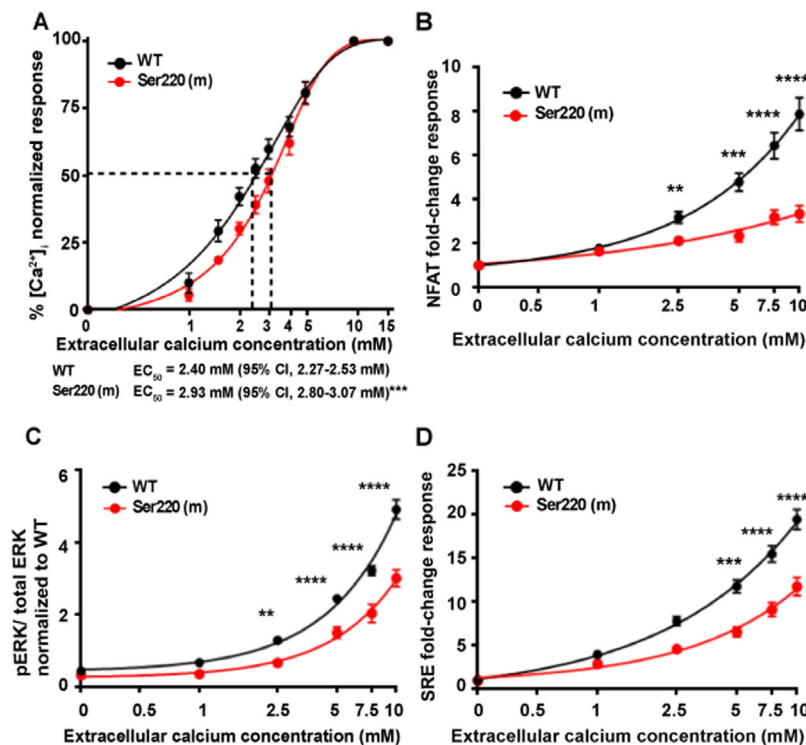 A
100
75
50
25
0
% [Ca²⁺]ᵢ normalized response
WT
Ser220 (m)
0 1 2 3 4 5 10 15
Extracellular calcium concentration (mM)
WT EC₅₀ = 2.40 mM (95% CI, 2.27-2.53 mM)
Ser220 (m) EC₅₀ = 2.93 mM (95% CI, 2.80-3.07 mM)***
B
10
8
6
4
2
0
NFAT fold-change response
WT
Ser220 (m)
** *** **** ****
0 0.5 1 2.5 5 7.5 10
Extracellular calcium concentration (mM)
C
6
4
2
0
pERK/ total ERK
normalized to WT
WT
Ser220 (m)
** **** **** ****
0 0.5 1 2.5 5 7.5 10
Extracellular calcium concentration (mM)
D
25
20
15
10
5
0
SRE fold-change response
WT
Ser220 (m)
*** **** ****
0 0.5 1 2.5 5 7.5 10
Extracellular calcium concentration (mM)